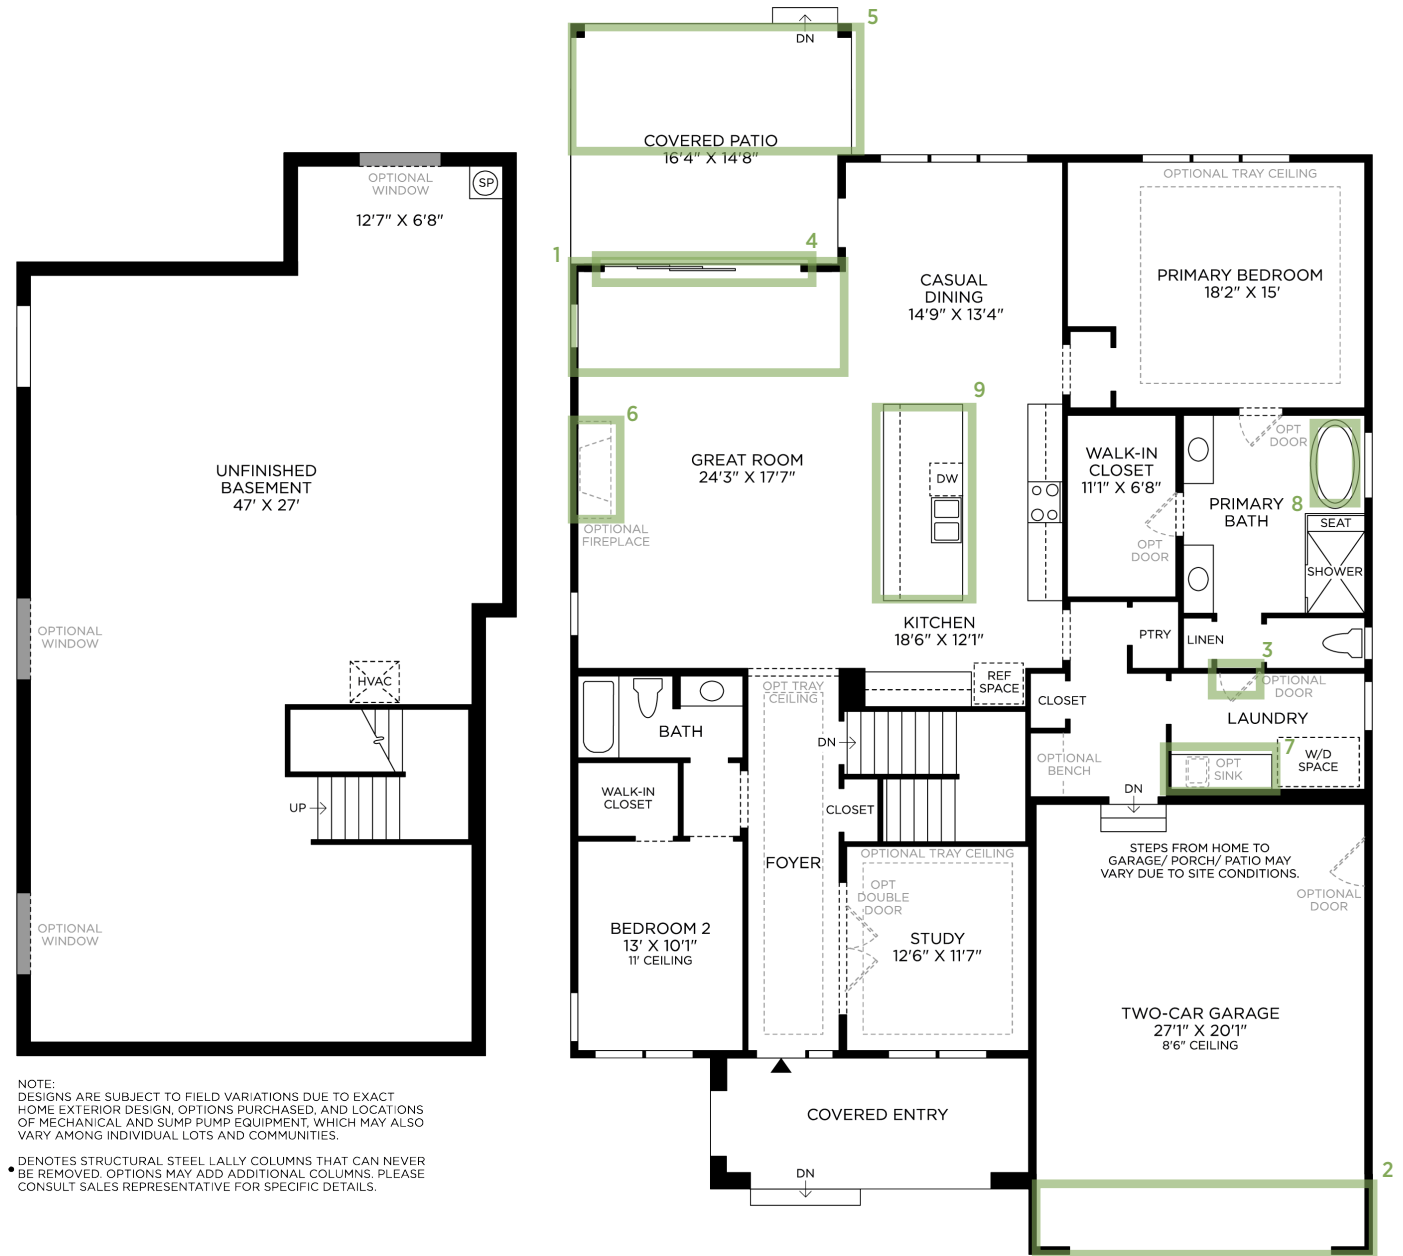 OPTIONAL
WINDOW
SP
12'7" X 6'8"
UNFINISHED
BASEMENT
47' X 27'
OPTIONAL
WINDOW
HVAC
UP
OPTIONAL
WINDOW
NOTE:
DESIGNS ARE SUBJECT TO FIELD VARIATIONS DUE TO EXACT
HOME EXTERIOR DESIGN, OPTIONS PURCHASED, AND LOCATIONS
OF MECHANICAL AND SUMP PUMP EQUIPMENT, WHICH MAY ALSO
VARY AMONG INDIVIDUAL LOTS AND COMMUNITIES.
DENOTES STRUCTURAL STEEL LALLY COLUMNS THAT CAN NEVER
BE REMOVED. OPTIONS MAY ADD ADDITIONAL COLUMNS. PLEASE
CONSULT SALES REPRESENTATIVE FOR SPECIFIC DETAILS.
5
DN
COVERED PATIO
16'4" X 14'8"
1
4
CASUAL
DINING
14'9" X 13'4"
OPTIONAL TRAY CEILING
PRIMARY BEDROOM
18'2" X 15'
6
OPTIONAL
FIREPLACE
GREAT ROOM
24'3" X 17'7"
9
DW
KITCHEN
18'6" X 12'1"
REF
SPACE
WALK-IN
CLOSET
11'1" X 6'8"
OPT
DOOR
OPT
DOOR
8
PRIMARY
BATH
SEAT
SHOWER
PTRY
LINEN
3
OPTIONAL
DOOR
CLOSET
LAUNDRY
7
OPT
SINK
W/D
SPACE
OPTIONAL
BENCH
DN
OPT TRAY
CEILING
BATH
DN
WALK-IN
CLOSET
CLOSET
FOYER
BEDROOM 2
13' X 10'1"
11' CEILING
OPTIONAL TRAY CEILING
OPT
DOUBLE
DOOR
STUDY
12'6" X 11'7"
STEPS FROM HOME TO
GARAGE/ PORCH/ PATIO MAY
VARY DUE TO SITE CONDITIONS.
OPTIONAL
DOOR
TWO-CAR GARAGE
27'1" X 20'1"
8'6" CEILING
COVERED ENTRY
DN
2